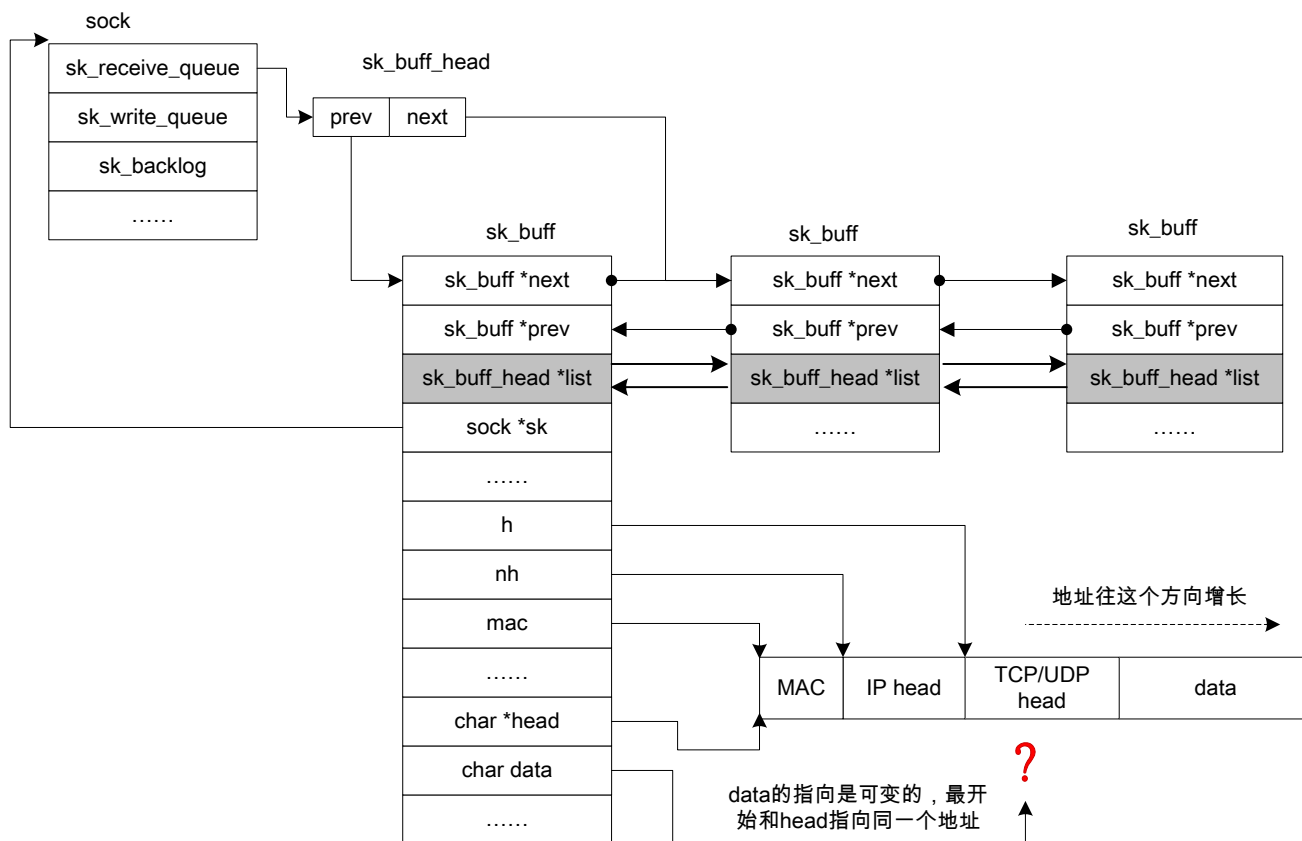 sock
sk_receive_queue
sk_write_queue
sk_backlog
……
sk_buff_head
prev
next
sk_buff
sk_buff *next
sk_buff *prev
sk_buff_head *list
sock *sk
……
h
nh
mac
……
char *head
char data
……
sk_buff
sk_buff *next
sk_buff *prev
sk_buff_head *list
……
sk_buff
sk_buff *next
sk_buff *prev
sk_buff_head *list
……
地址往这个方向增长
MAC
IP head
TCP/UDP
head
data
?
data的指向是可变的，最开
始和head指向同一个地址